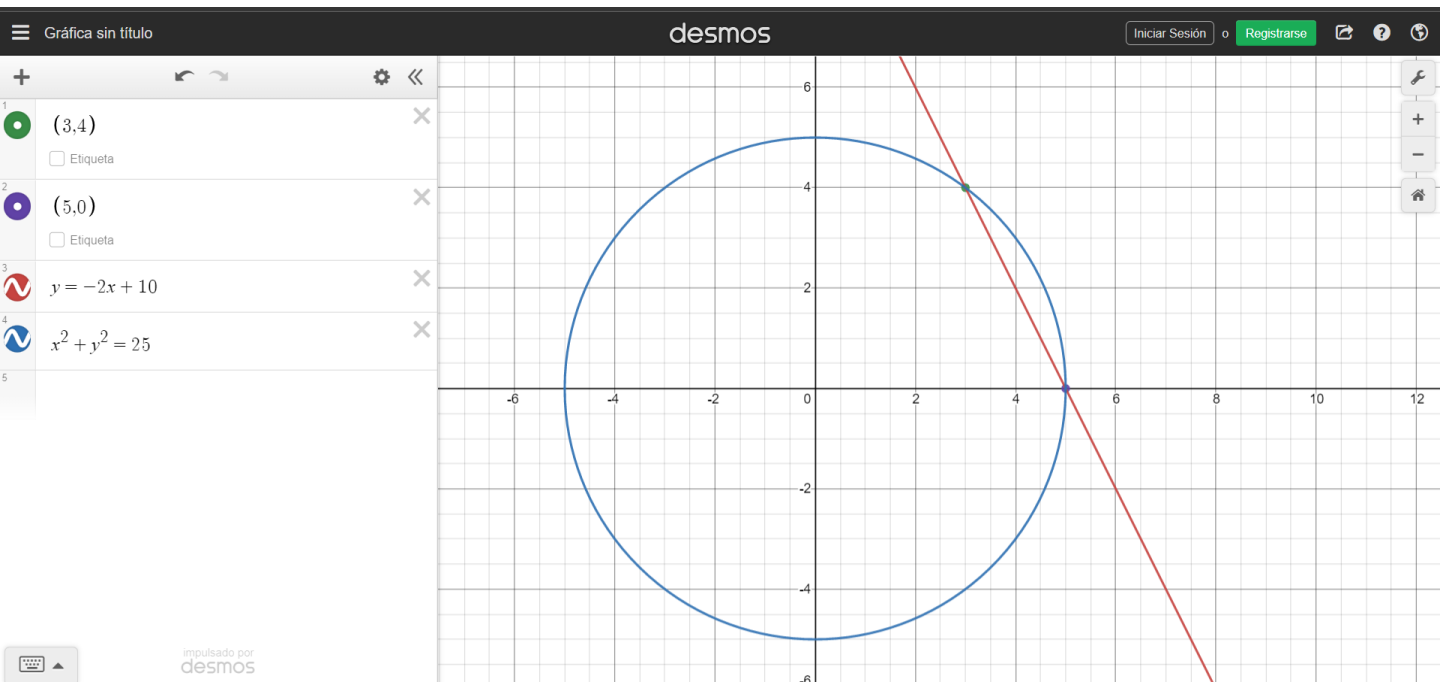 Gráfica sin título
desmos
Iniciar Sesión o Registrarse
1
(3,4)
Etiqueta
2
(5,0)
Etiqueta
3
y = −2x + 10
4
x² + y² = 25
5
impulsado por
desmos
6
4
2
-6 -4 -2 0 2 4 6 8 10 12
-2
-4
-6